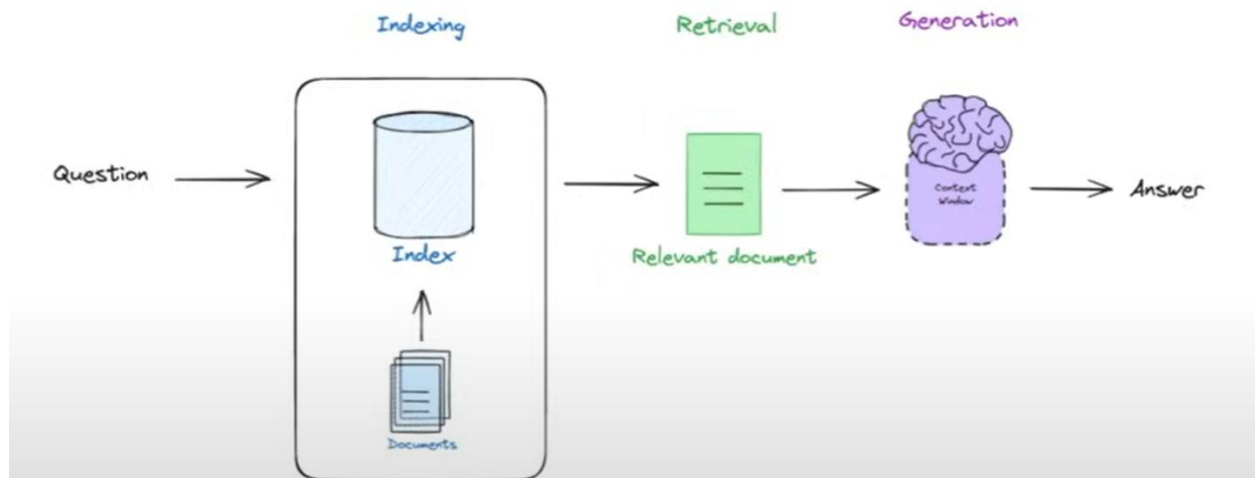 Indexing
Retrieval
Generation
Question
Index
Documents
Relevant document
Context
Window
Answer